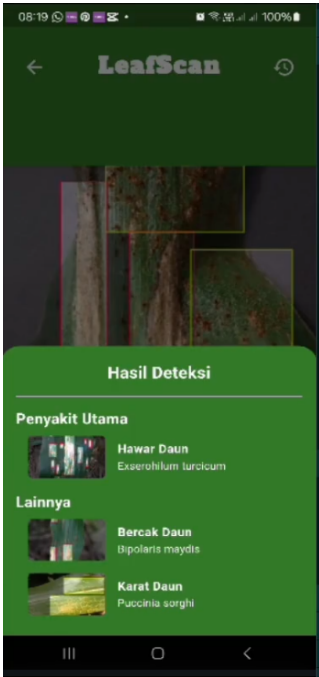 08:19 100%
LeafScan
Hasil Deteksi
Penyakit Utama
Hawar Daun
Exserohilum turcicum
Lainnya
Bercak Daun
Bipolaris maydis
Karat Daun
Puccinia sorghi